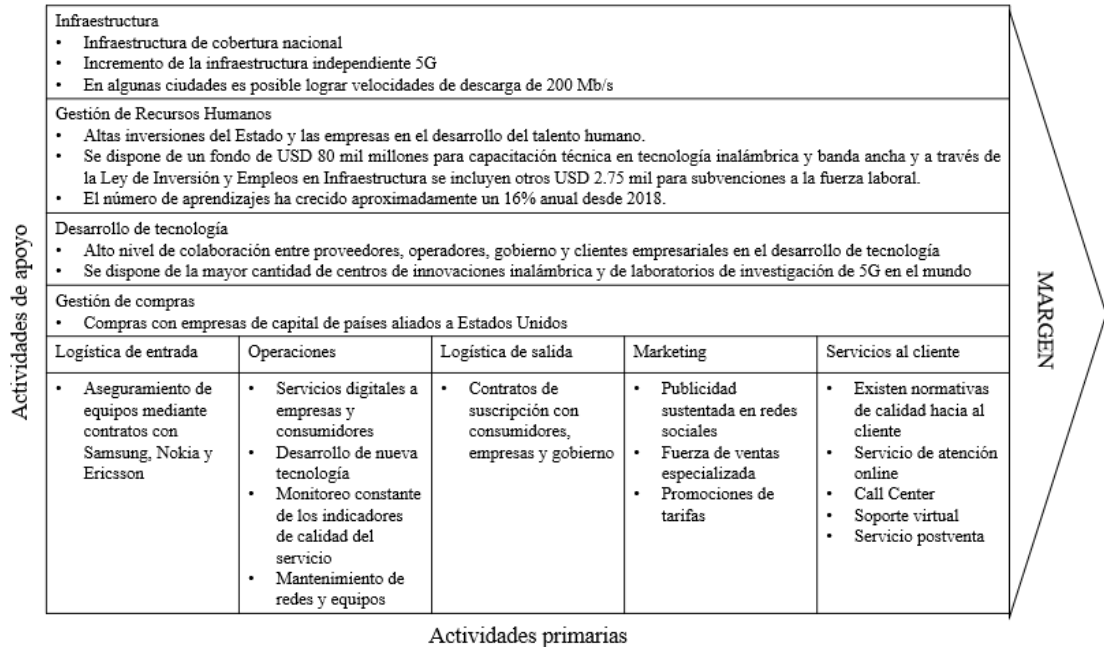 Infraestructura
• Infraestructura de cobertura nacional
• Incremento de la infraestructura independiente 5G
• En algunas ciudades es posible lograr velocidades de descarga de 200 Mb/s
Gestión de Recursos Humanos
• Altas inversiones del Estado y las empresas en el desarrollo del talento humano.
• Se dispone de un fondo de USD 80 mil millones para capacitación técnica en tecnología inalámbrica y banda ancha y a través de
la Ley de Inversión y Empleos en Infraestructura se incluyen otros USD 2.75 mil para subvenciones a la fuerza laboral.
• El número de aprendizajes ha crecido aproximadamente un 16% anual desde 2018.
Desarrollo de tecnología
• Alto nivel de colaboración entre proveedores, operadores, gobierno y clientes empresariales en el desarrollo de tecnología
• Se dispone de la mayor cantidad de centros de innovaciones inalámbrica y de laboratorios de investigación de 5G en el mundo
Gestión de compras
• Compras con empresas de capital de países aliados a Estados Unidos
Actividades de apoyo
Logística de entrada
• Aseguramiento de
equipos mediante
contratos con
Samsung, Nokia y
Ericsson
Operaciones
• Servicios digitales a
empresas y
consumidores
• Desarrollo de nueva
tecnología
• Monitoreo constante
de los indicadores
de calidad del
servicio
• Mantenimiento de
redes y equipos
Logística de salida
• Contratos de
suscripción con
consumidores,
empresas y gobierno
Marketing
• Publicidad
sustentada en redes
sociales
• Fuerza de ventas
especializada
• Promociones de
tarifas
Servicios al cliente
• Existen normativas
de calidad hacia al
cliente
• Servicio de atención
online
• Call Center
• Soporte virtual
• Servicio postventa
MARGEN
Actividades primarias